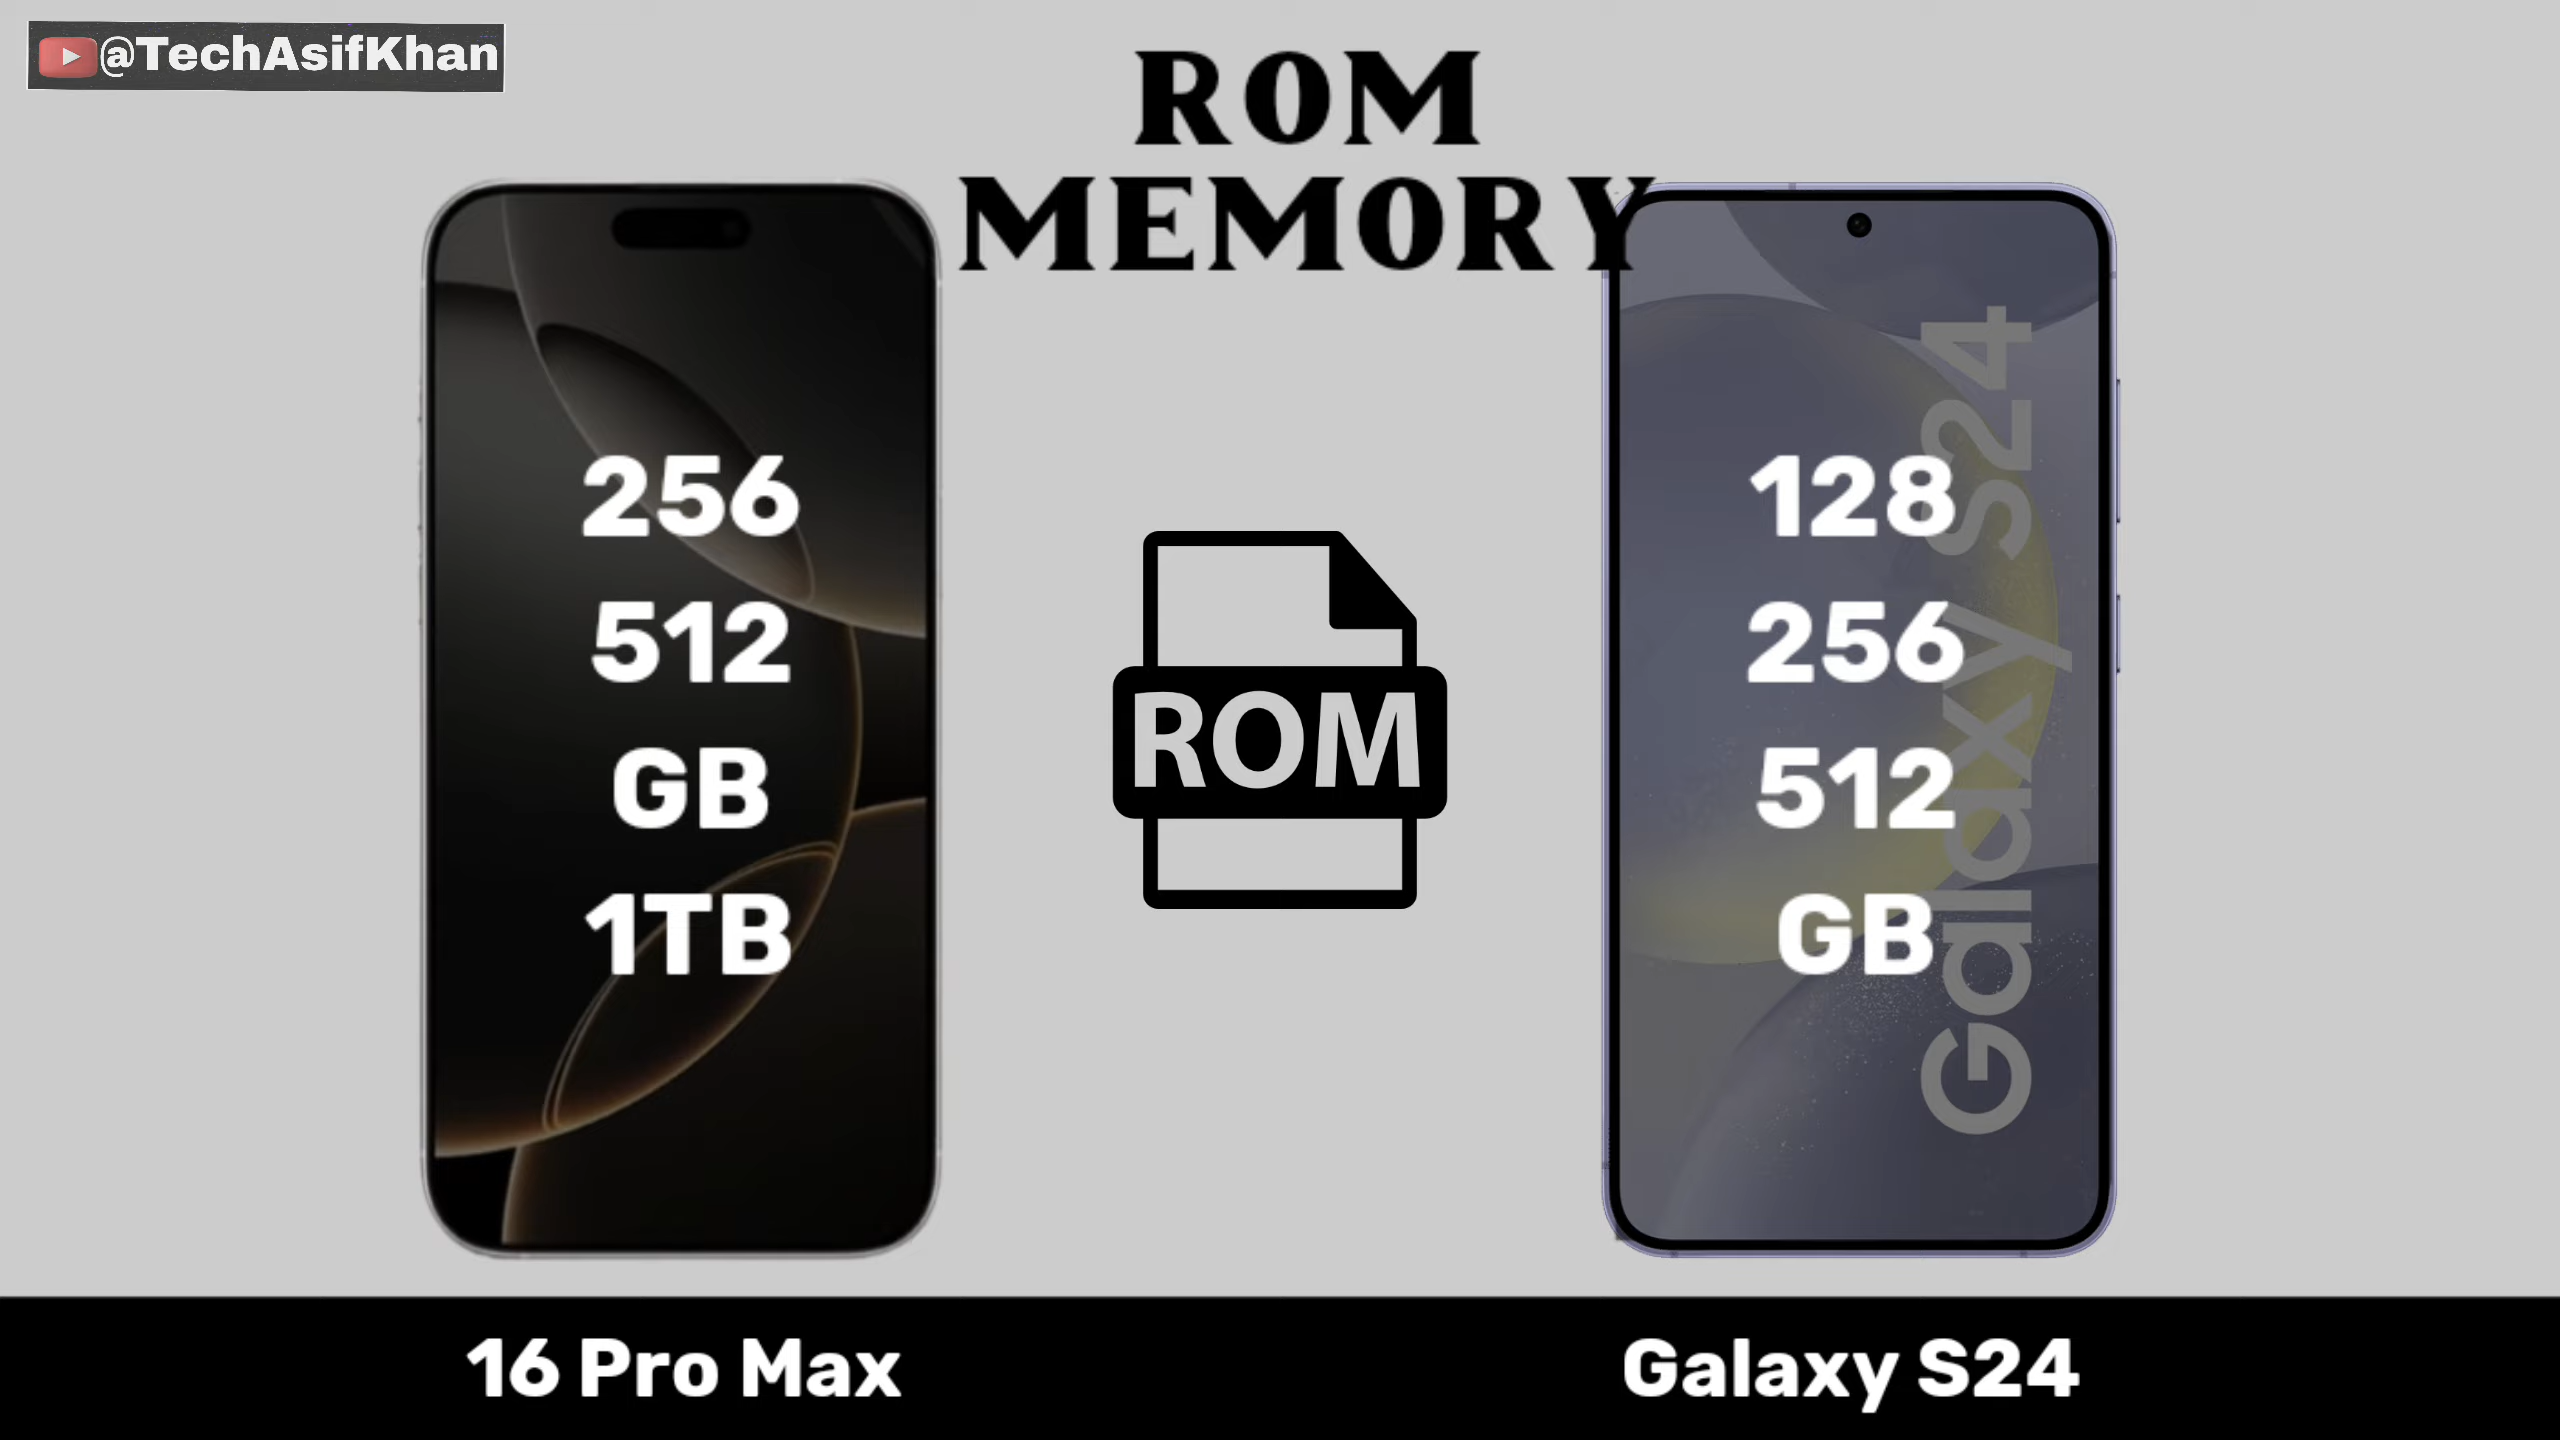 @TechAsifKhan
ROM
MEMORY
256
512
GB
1TB
ROM
128
256
512
GB
Galaxy S24
16 Pro Max
Galaxy S24